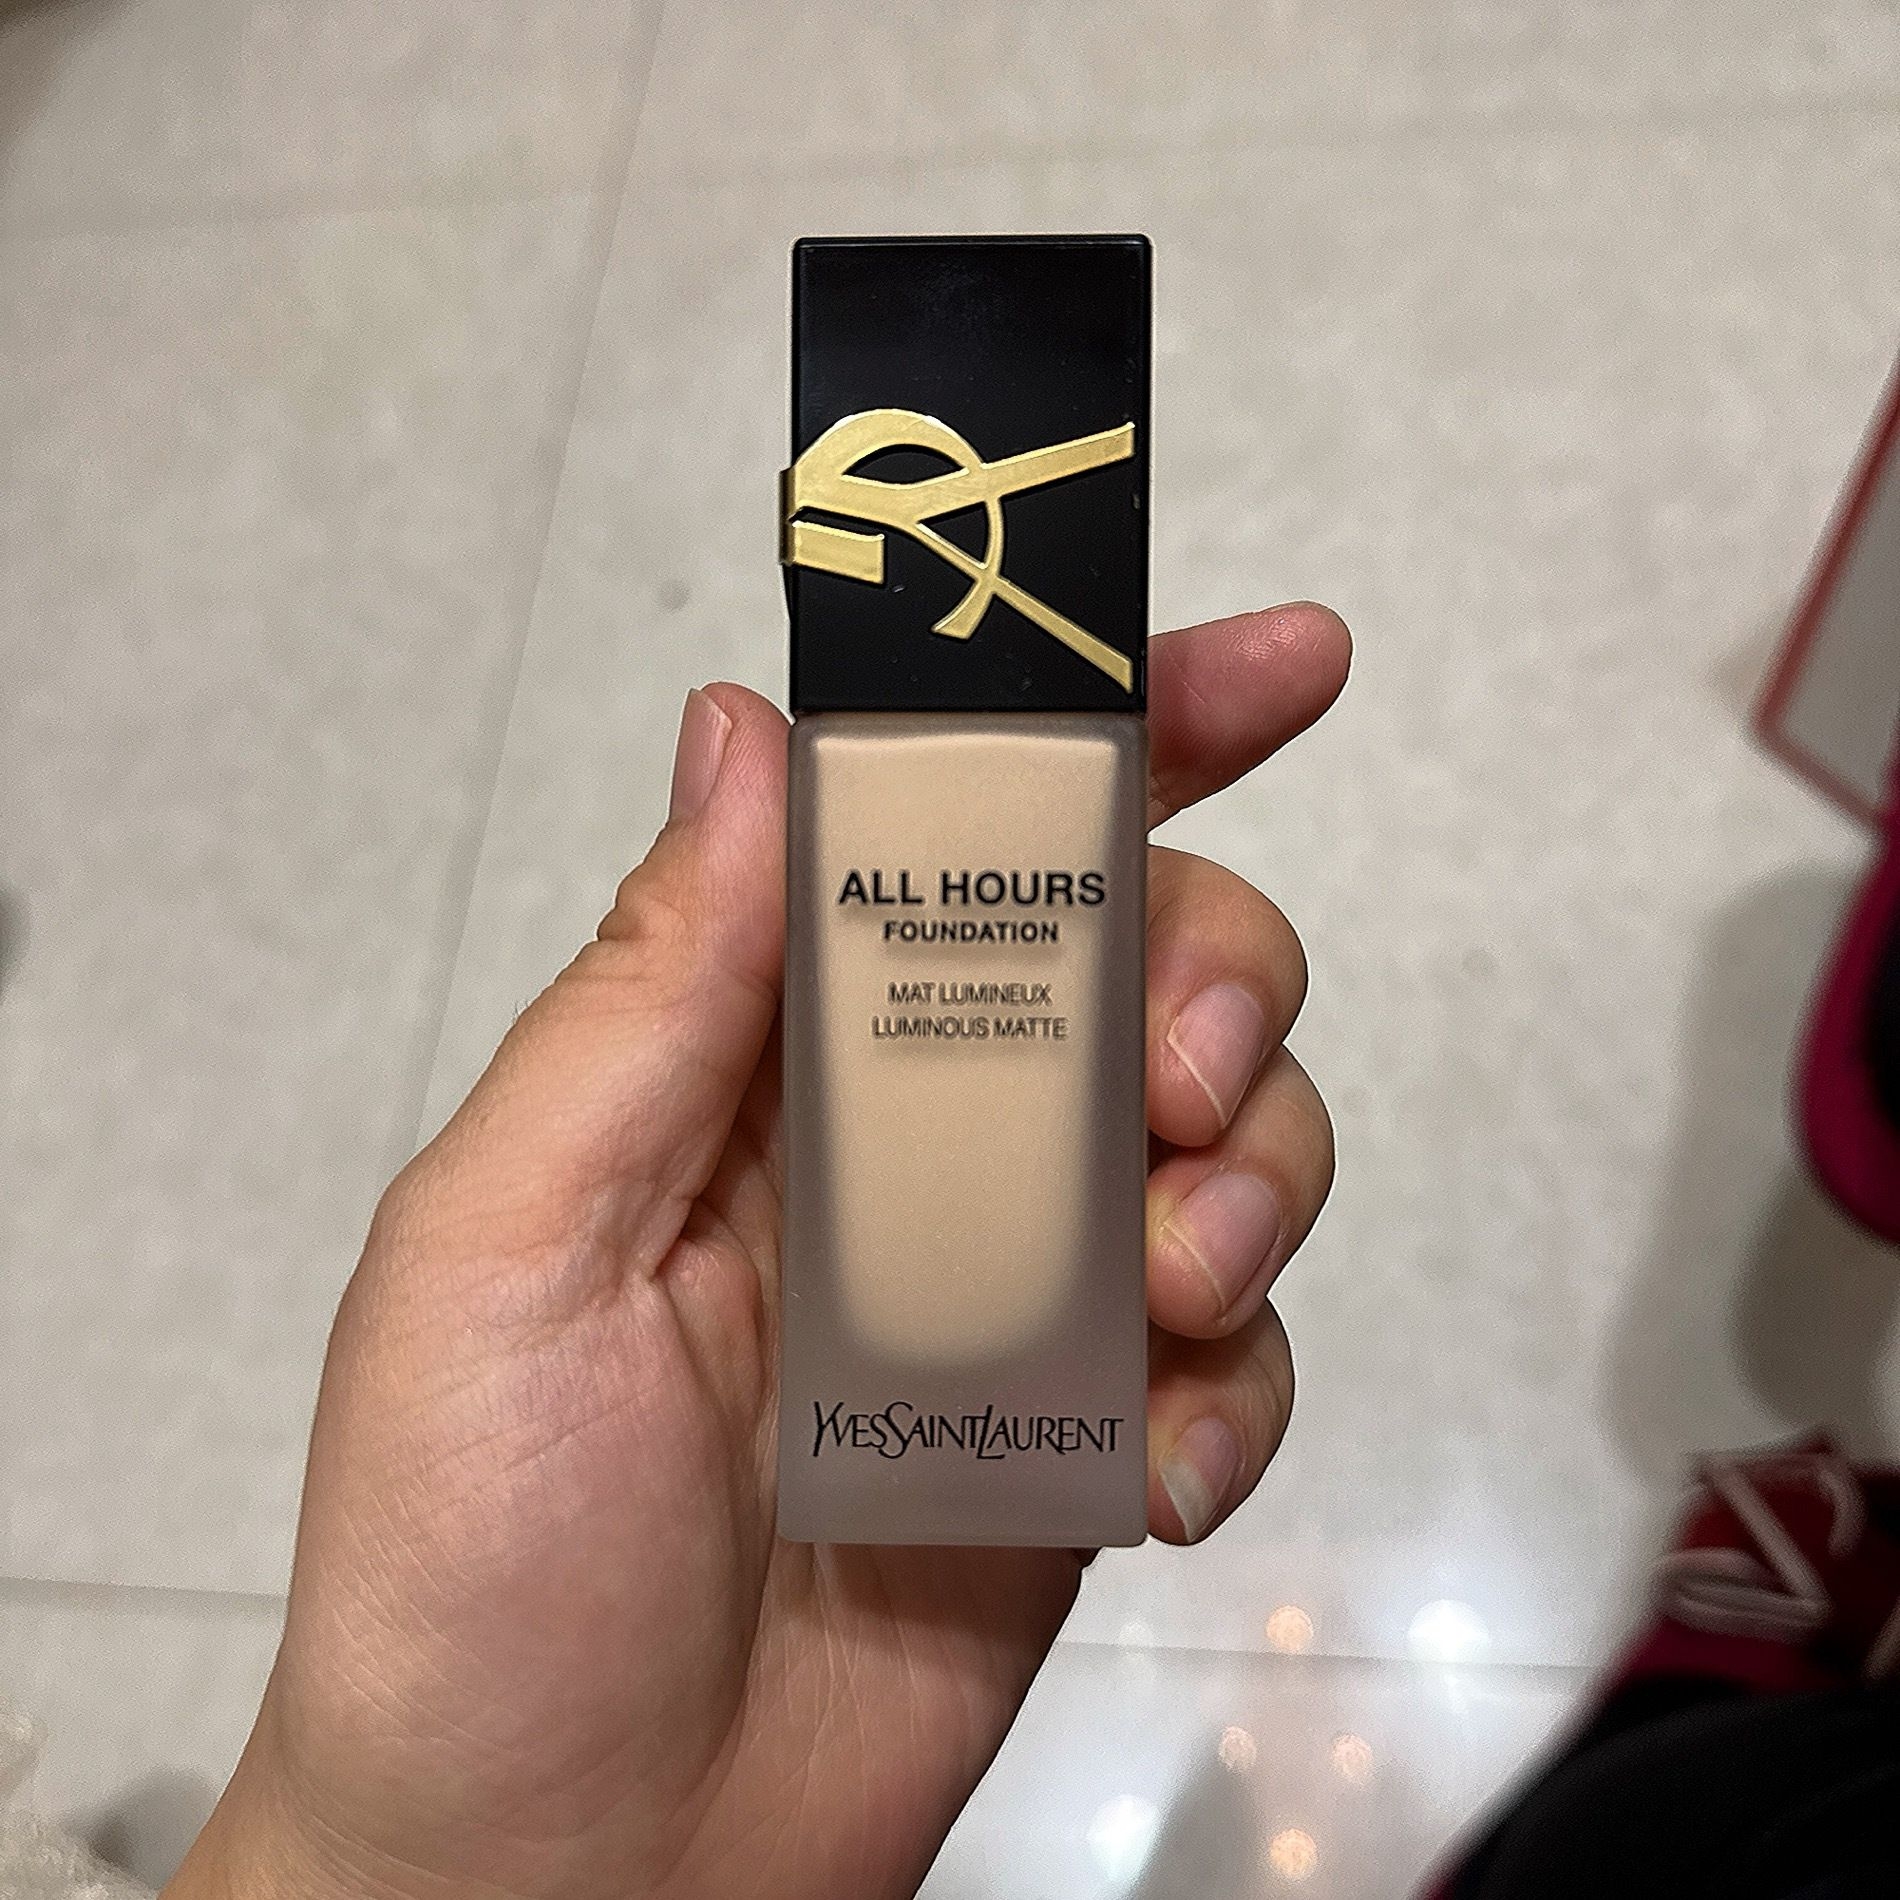 ALL HOURS
FOUNDATION
MAT LUMINEUX
LUMINOUS MATTE
YVESSAINTLAURENT